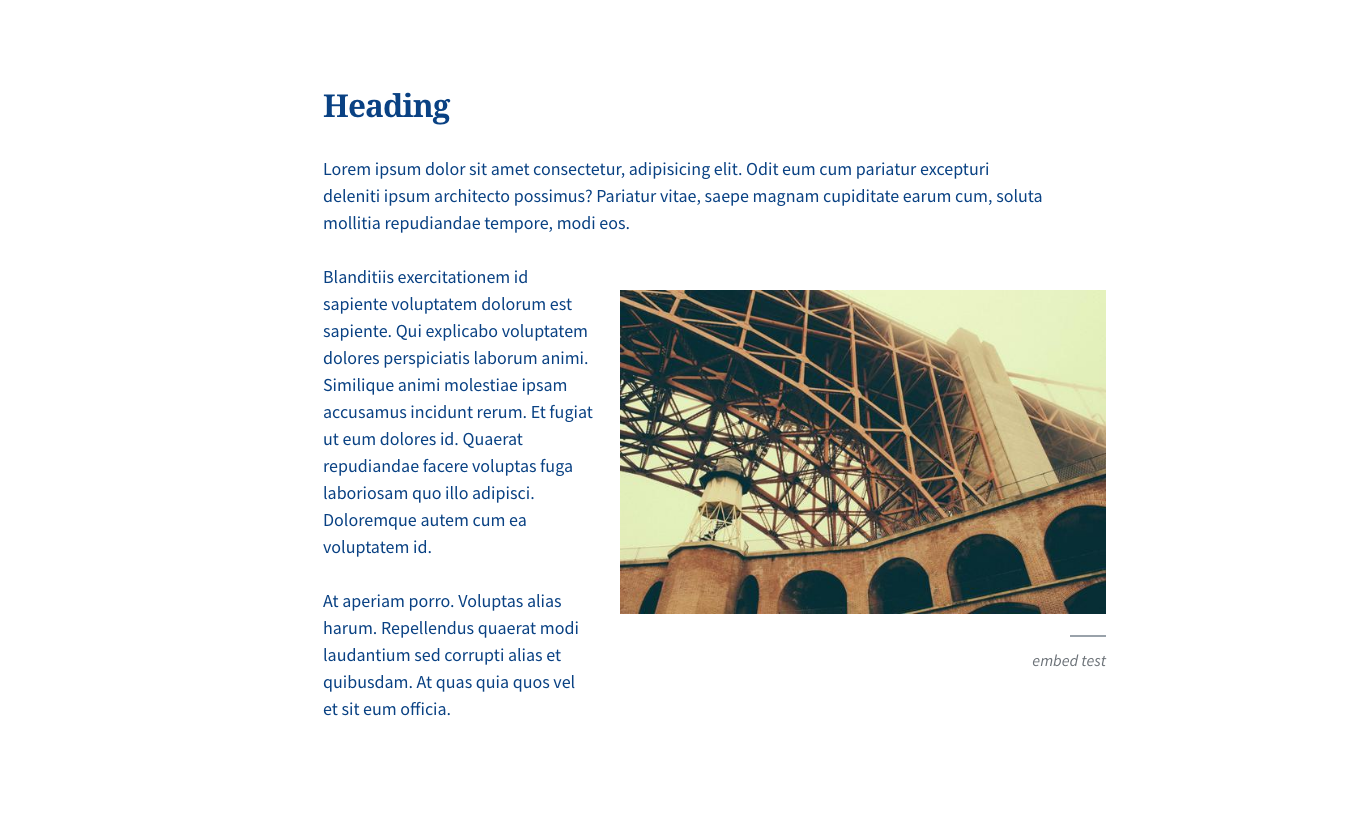 Heading
Lorem ipsum dolor sit amet consectetur, adipisicing elit. Odit eum cum pariatur excepturi
deleniti ipsum architecto possimus? Pariatur vitae, saepe magnam cupiditate earum cum, soluta
mollitia repudiandae tempore, modi eos.
Blanditiis exercitationem id
sapiente voluptatem dolorum est
sapiente. Qui explicabo voluptatem
dolores perspiciatis laborum animi.
Similique animi molestiae ipsam
accusamus incidunt rerum. Et fugiat
ut eum dolores id. Quaerat
repudiandae facere voluptas fuga
laboriosam quo illo adipisci.
Doloremque autem cum ea
voluptatem id.
At aperiam porro. Voluptas alias
harum. Repellendus quaerat modi
laudantium sed corrupti alias et
quibusdam. At quas quia quos vel
et sit eum officia.
embed test